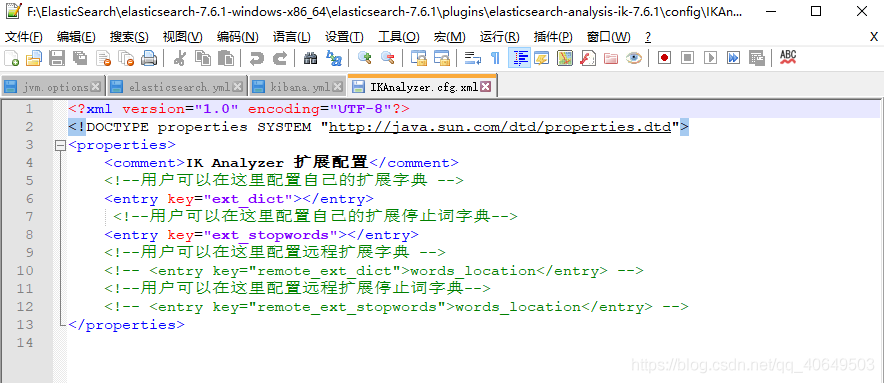 F:\ElasticSearch\elasticsearch-7.6.1-windows-x86_64\elasticsearch-7.6.1\plugins\elasticsearch-analysis-ik-7.6.1\config\IKAn...
文件(F) 编辑(E) 搜索(S) 视图(V) 编码(N) 语言(L) 设置(T) 工具(O) 宏(M) 运行(R) 插件(P) 窗口(W) ?
ABC
jvm.options elasticsearch.yml kibana.yml IKAnalyzer.cfg.xml
1 <?xml version="1.0" encoding="UTF-8"?>
2 <!DOCTYPE properties SYSTEM "http://java.sun.com/dtd/properties.dtd">
3 <properties>
4 <comment>IK Analyzer 扩展配置</comment>
5 <!--用户可以在这里配置自己的扩展字典 -->
6 <entry key="ext_dict"></entry>
7 <!--用户可以在这里配置自己的扩展停止词字典-->
8 <entry key="ext_stopwords"></entry>
9 <!--用户可以在这里配置远程扩展字典 -->
10 <!-- <entry key="remote_ext_dict">words_location</entry> -->
11 <!--用户可以在这里配置远程扩展停止词字典-->
12 <!-- <entry key="remote_ext_stopwords">words_location</entry> -->
13 </properties>
14
https://blog.csdn.net/qq_40649503